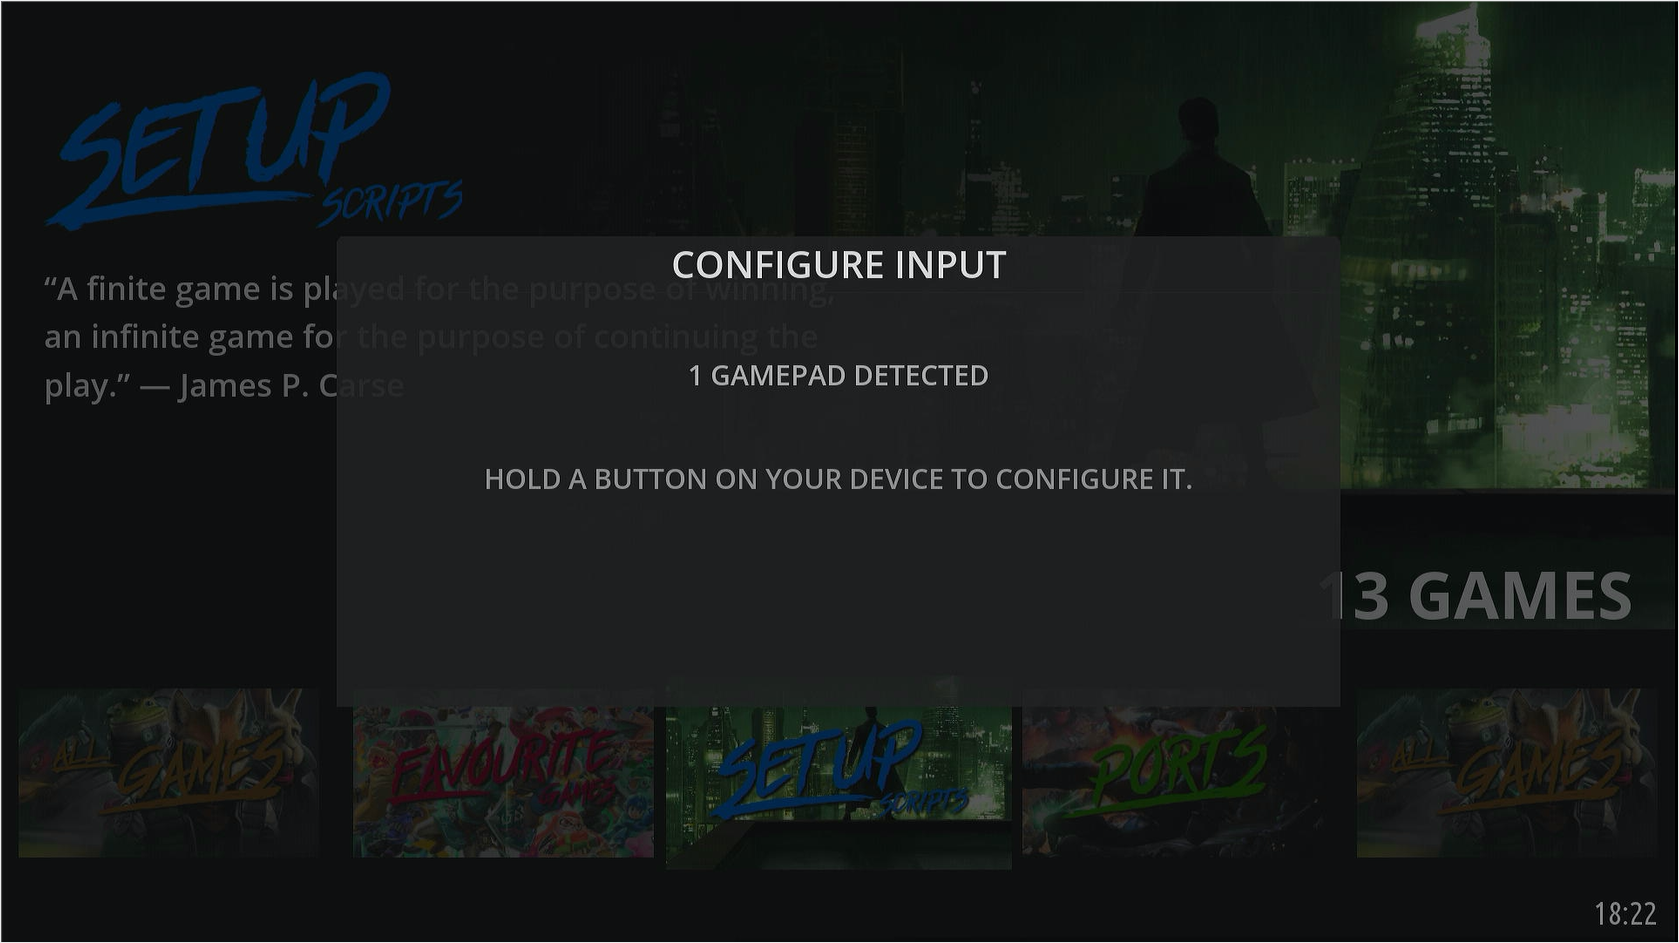 SETUP
SCRIPTS
CONFIGURE INPUT
“A finite game is played for the purpose of winning,
an infinite game for the purpose of continuing the
play.” — James P. Carse
1 GAMEPAD DETECTED
HOLD A BUTTON ON YOUR DEVICE TO CONFIGURE IT.
13 GAMES
ALL
GAMES
FAVOURITE
GAMES
SETUP
SCRIPTS
PORTS
ALL
GAMES
18:22